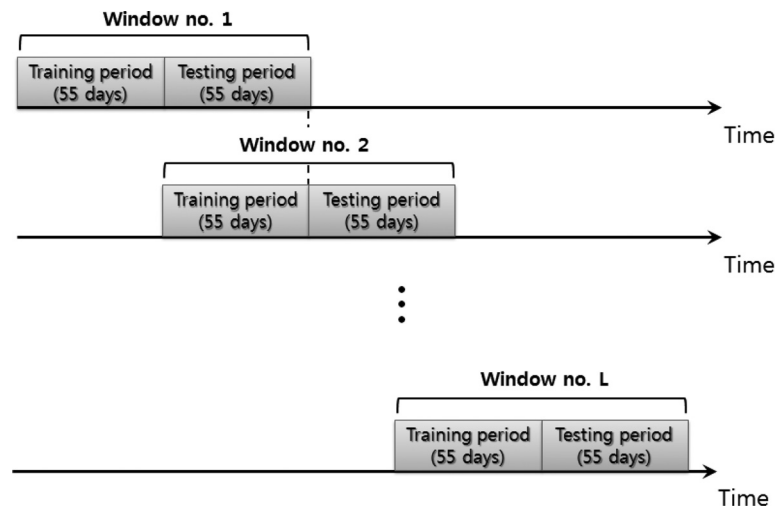 Window no. 1
Training period
(55 days)
Testing period
(55 days)
Time
Window no. 2
Training period
(55 days)
Testing period
(55 days)
Time
Window no. L
Training period
(55 days)
Testing period
(55 days)
Time